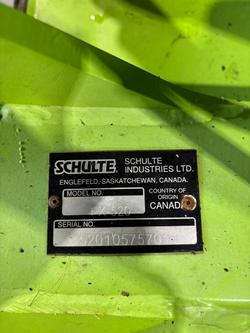 SCHULTE
SCHULTE
INDUSTRIES LTD.
ENGLEFELD, SASKATCHEWAN, CANADA.
MODEL NO.
COUNTRY OF
ORIGIN
CANADA
SERIAL NO.